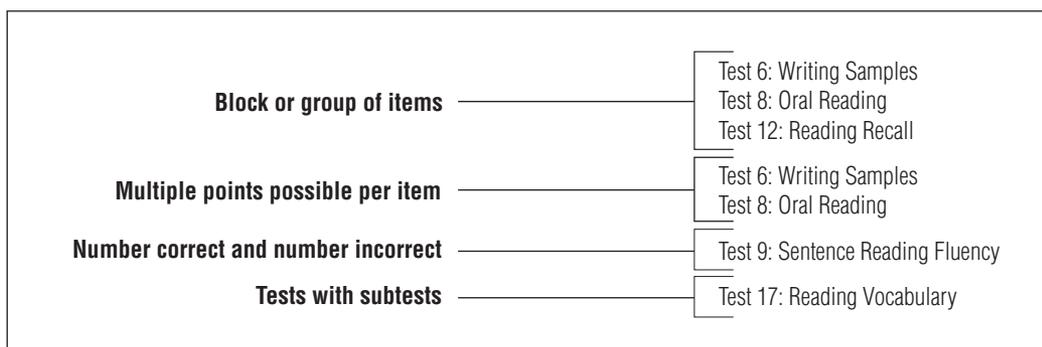 Block or group of items
Test 6: Writing Samples
Test 8: Oral Reading
Test 12: Reading Recall
Multiple points possible per item
Test 6: Writing Samples
Test 8: Oral Reading
Number correct and number incorrect
Test 9: Sentence Reading Fluency
Tests with subtests
Test 17: Reading Vocabulary